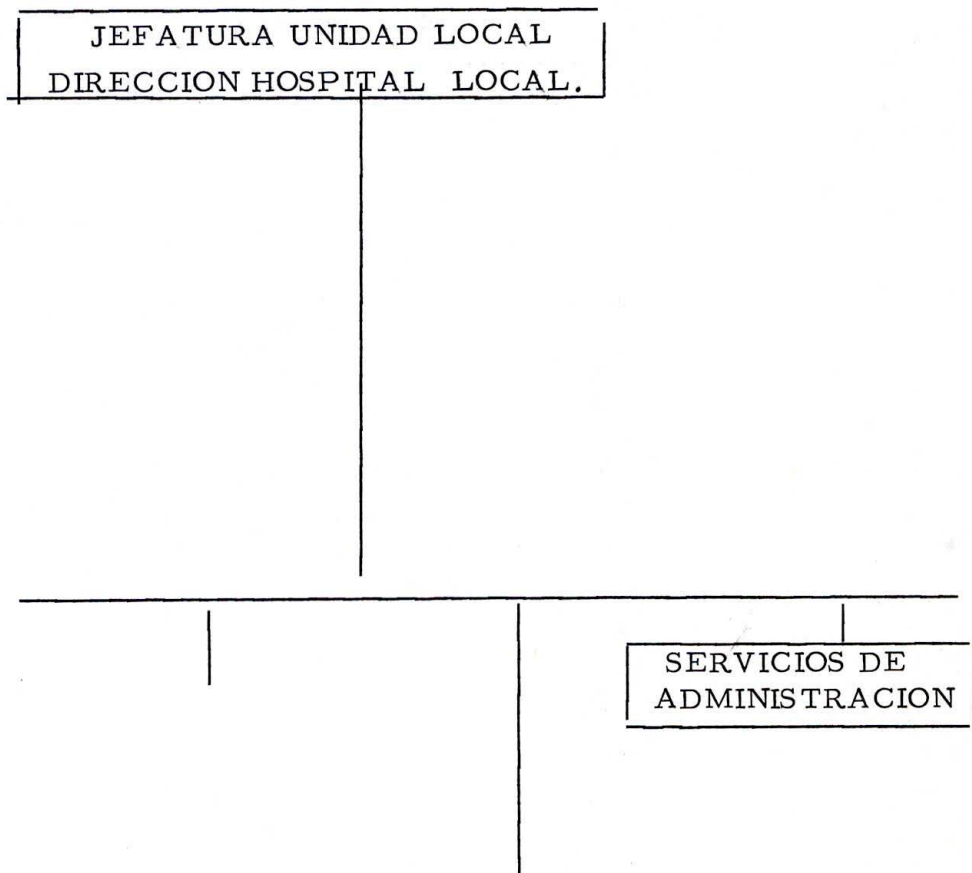 JEFATURA UNIDAD LOCAL
DIRECCION HOSPITAL LOCAL.
SERVICIOS DE
ADMINISTRACION